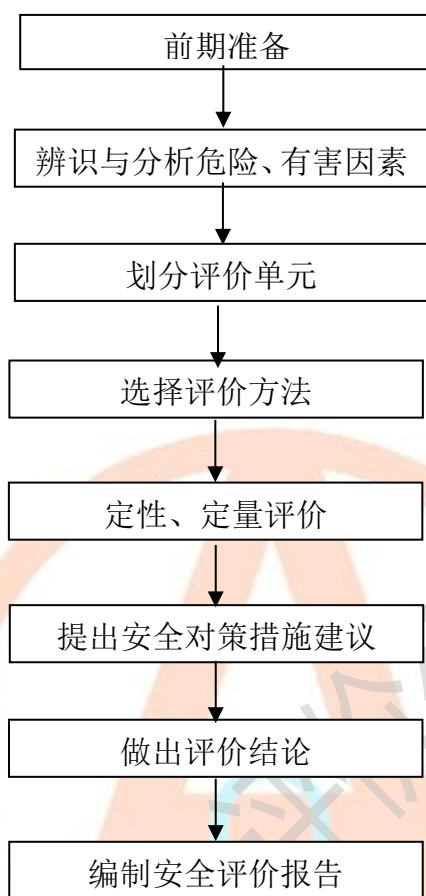 前期准备
辨识与分析危险、有害因素
划分评价单元
选择评价方法
定性、定量评价
提出安全对策措施建议
做出评价结论
编制安全评价报告